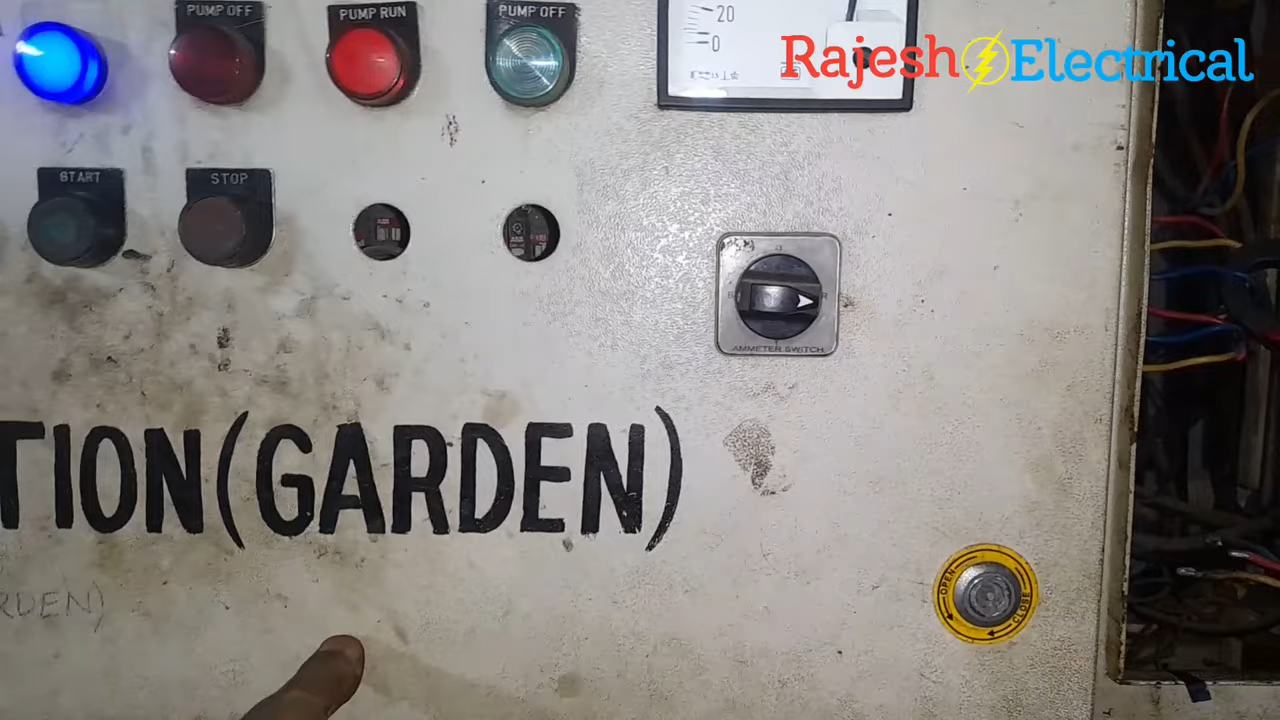 PUMP OFF
PUMP RUN
PUMP OFF
20
0
Rajesh Electrical
START
STOP
AMMETER SWITCH
TION (GARDEN)
RDEN)
OPEN
CLOSE